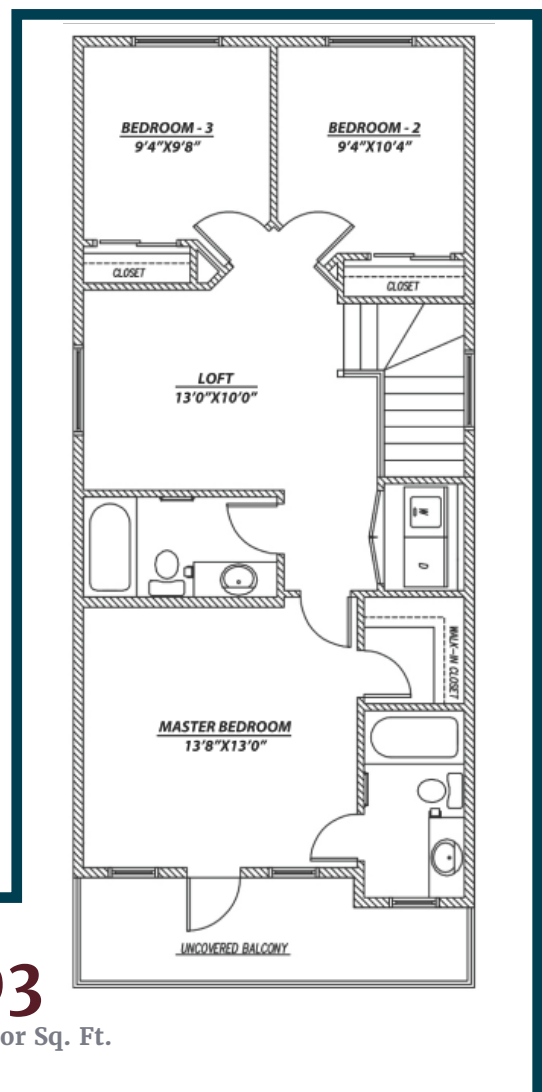 BEDROOM - 3
9'4"X9'8"
BEDROOM - 2
9'4"X10'4"
CLOSET
CLOSET
LOFT
13'0"X10'0"
W
D
WALK-IN CLOSET
MASTER BEDROOM
13'8"X13'0"
UNCOVERED BALCONY
93
or Sq. Ft.